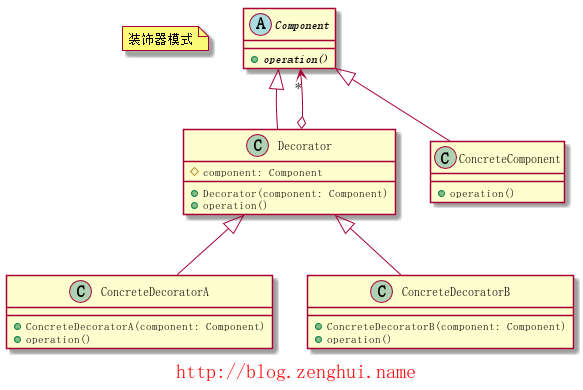 装饰器模式
A Component
operation()
*
C Decorator
component: Component
Decorator(component: Component)
operation()
C ConcreteComponent
operation()
C ConcreteDecoratorA
ConcreteDecoratorA(component: Component)
operation()
C ConcreteDecoratorB
ConcreteDecoratorB(component: Component)
operation()
http://blog.zenghui.name